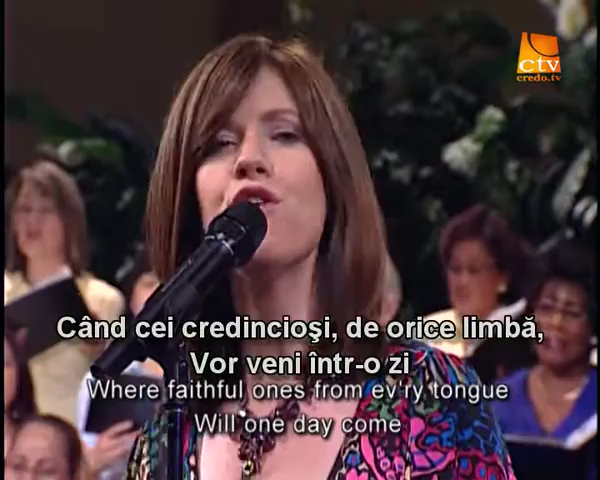 ctv
credo.tv
Când cei credincioşi, de orice limbă,
Vor veni într-o zi
Where faithful ones from ev'ry tongue
Will one day come